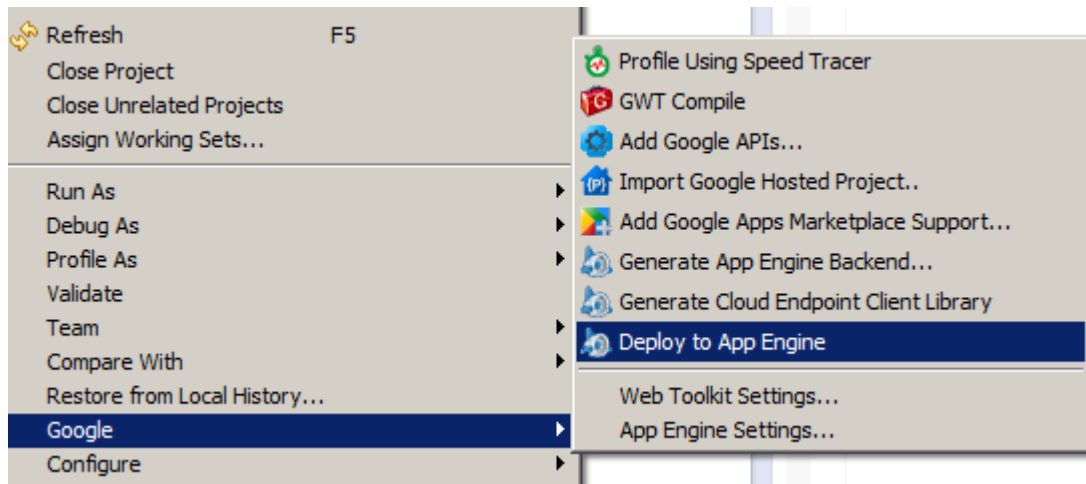 Refresh F5
Close Project
Close Unrelated Projects
Assign Working Sets...
Run As
Debug As
Profile As
Validate
Team
Compare With
Restore from Local History...
Google
Configure
Profile Using Speed Tracer
GWT Compile
Add Google APIs...
Import Google Hosted Project..
Add Google Apps Marketplace Support...
Generate App Engine Backend...
Generate Cloud Endpoint Client Library
Deploy to App Engine
Web Toolkit Settings...
App Engine Settings...